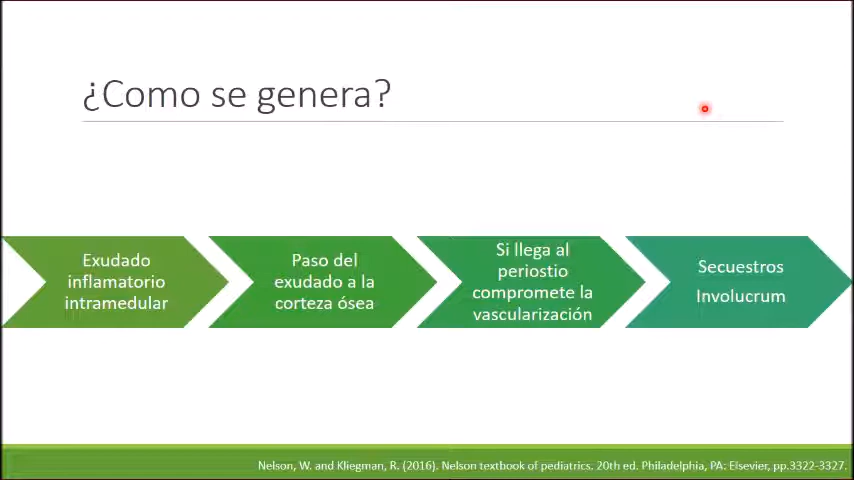 ¿Como se genera?
Exudado
inflamatorio
intramedular
Paso del
exudado a la
corteza ósea
Si llega al
periostio
compromete la
vascularización
Secuestros
Involucrum
Nelson, W. and Kliegman, R. (2016). Nelson textbook of pediatrics. 20th ed. Philadelphia, PA: Elsevier, pp.3322-3327.